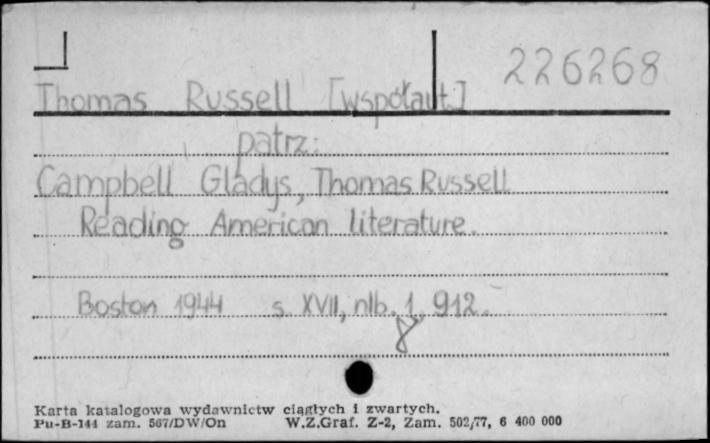 226268
Thomas Russell [współaut.]
patrz:
Campbell Gladys, Thomas Russell
Reading American literature.
Boston 1944 s. XVII, nlb. 1, 912.
8
Karta katalogowa wydawnictw ciągłych i zwartych.
Pu-B-144 zam. 567/DW/On W.Z.Graf. Z-2, Zam. 502/77, 6 400 000